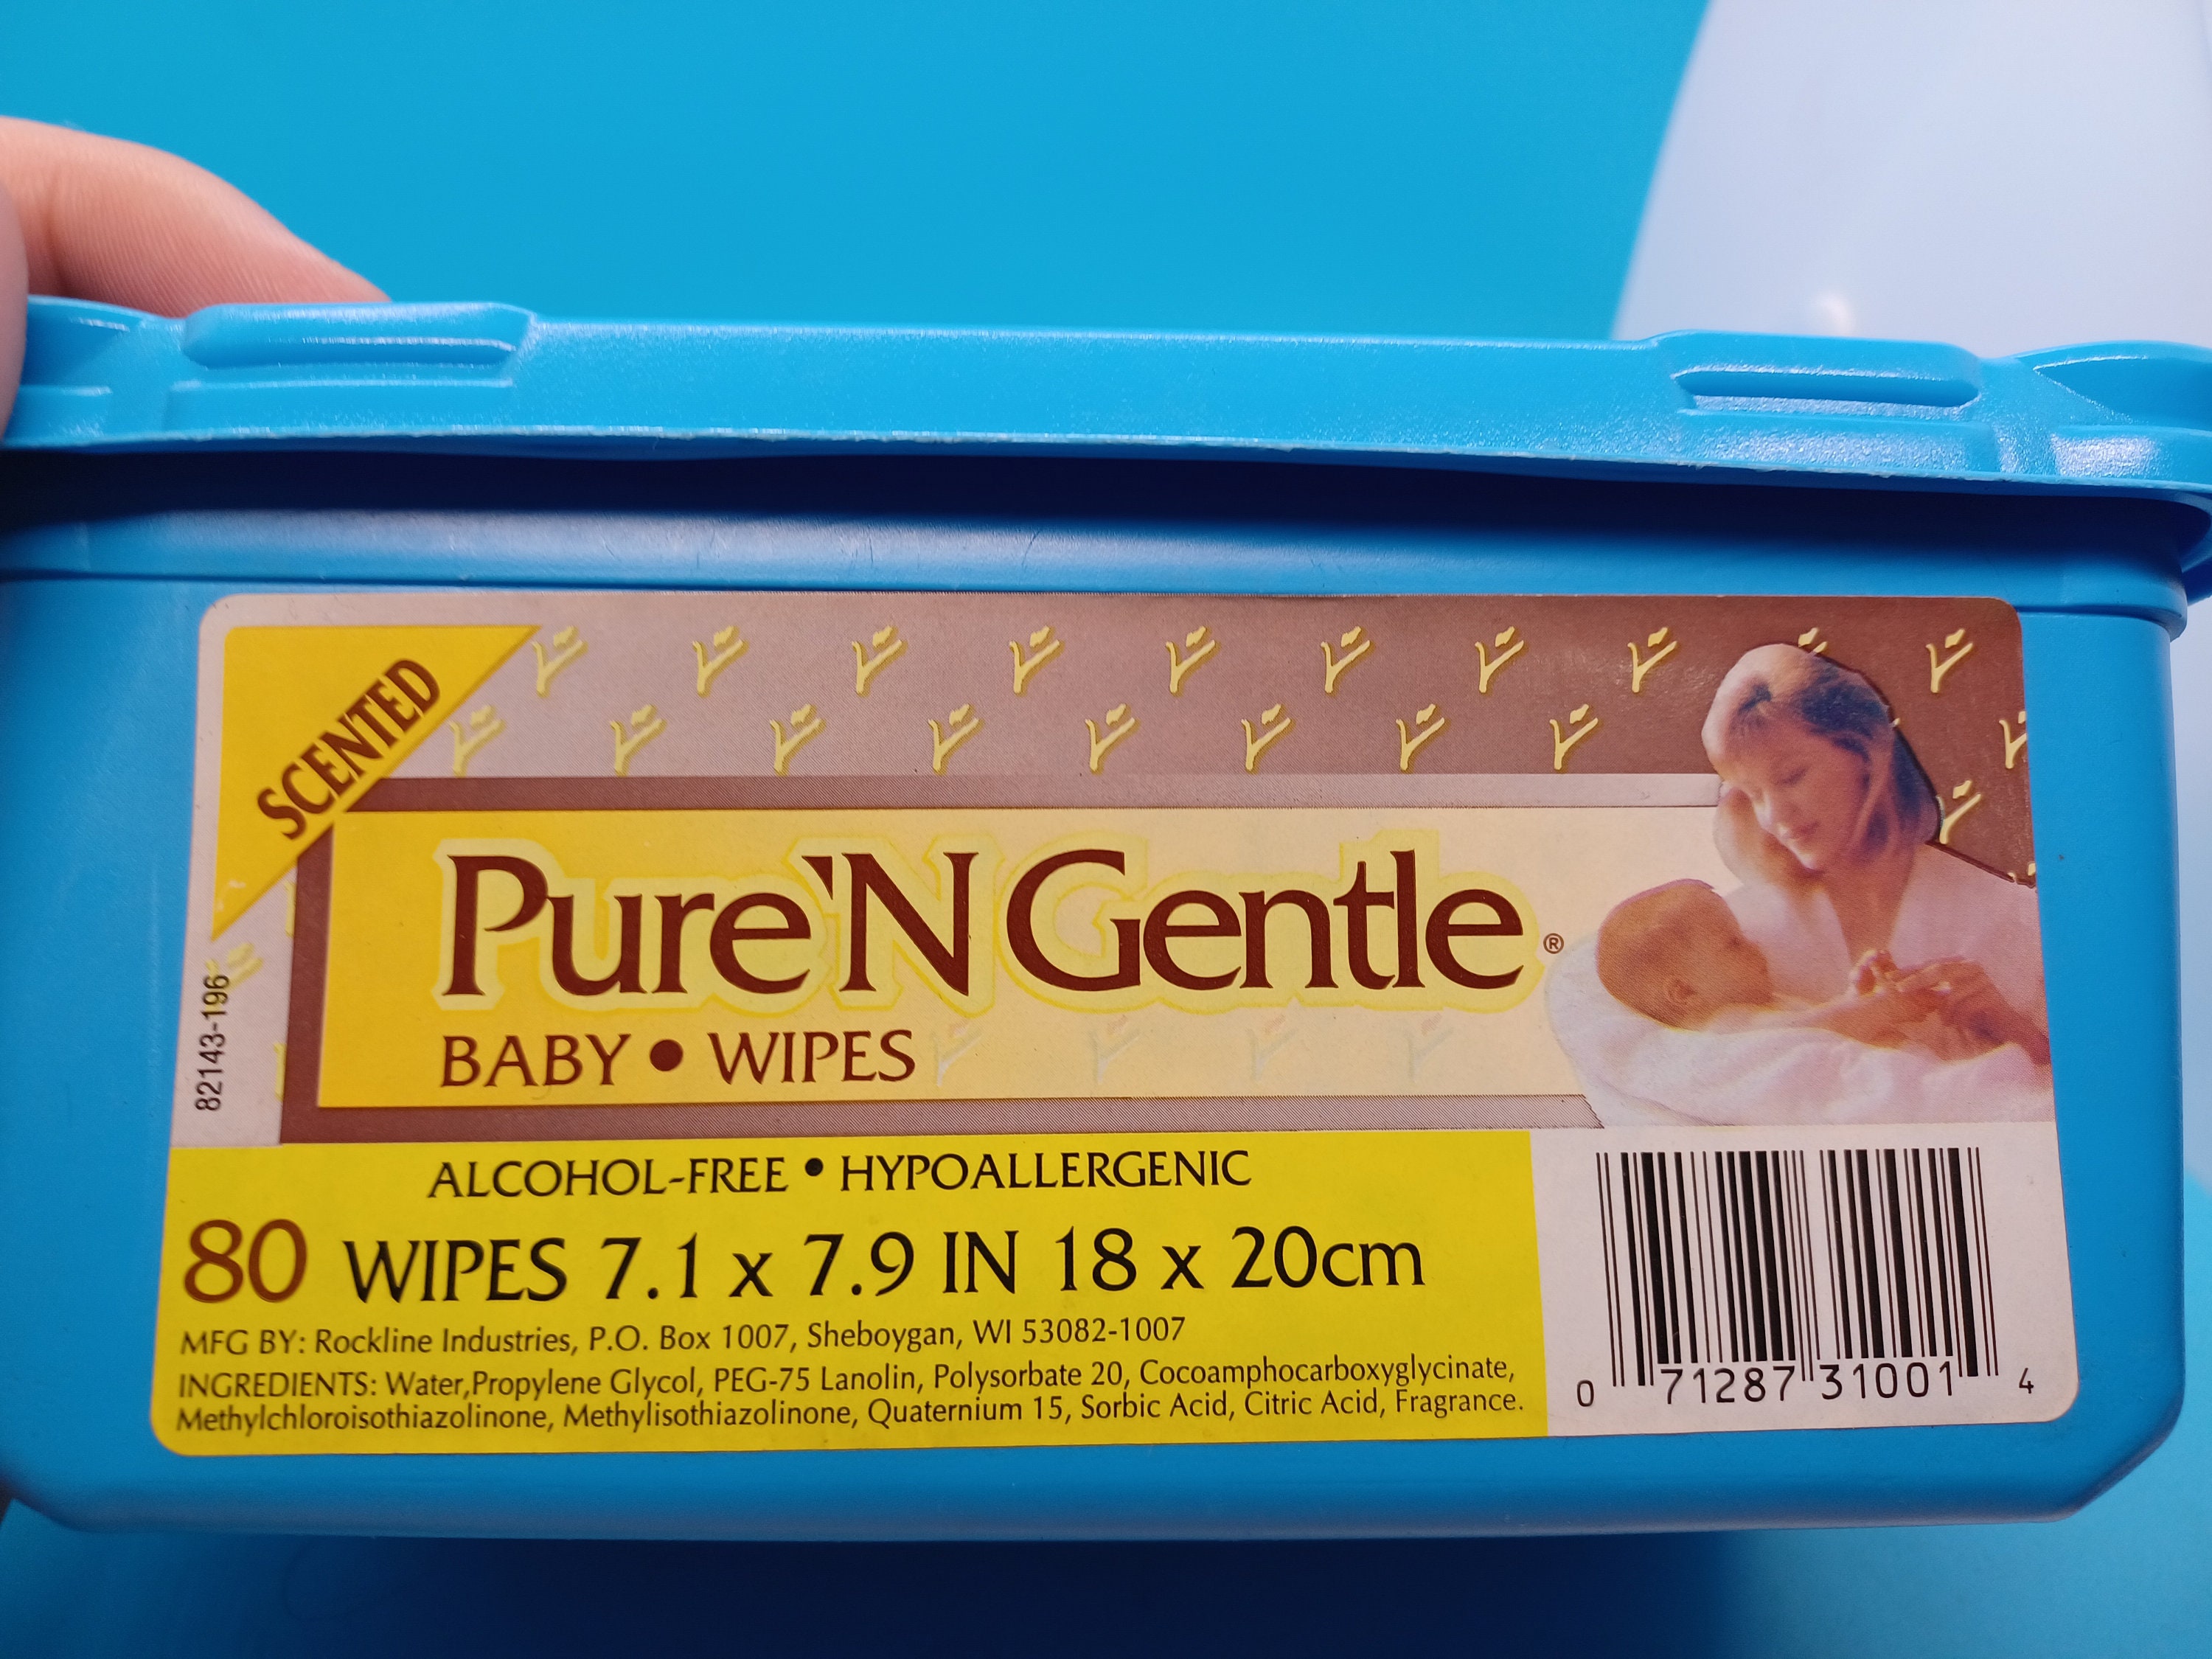 SCENTED
Pure 'N Gentle®
BABY • WIPES
82143-196
ALCOHOL-FREE • HYPOALLERGENIC
80 WIPES 7.1 x 7.9 IN 18 x 20cm
MFG BY: Rockline Industries, P.O. Box 1007, Sheboygan, WI 53082-1007
INGREDIENTS: Water,Propylene Glycol, PEG-75 Lanolin, Polysorbate 20, Cocoamphocarboxyglycinate,
Methylchloroisothiazolinone, Methylisothiazolinone, Quaternium 15, Sorbic Acid, Citric Acid, Fragrance.
0 71287 31001 4